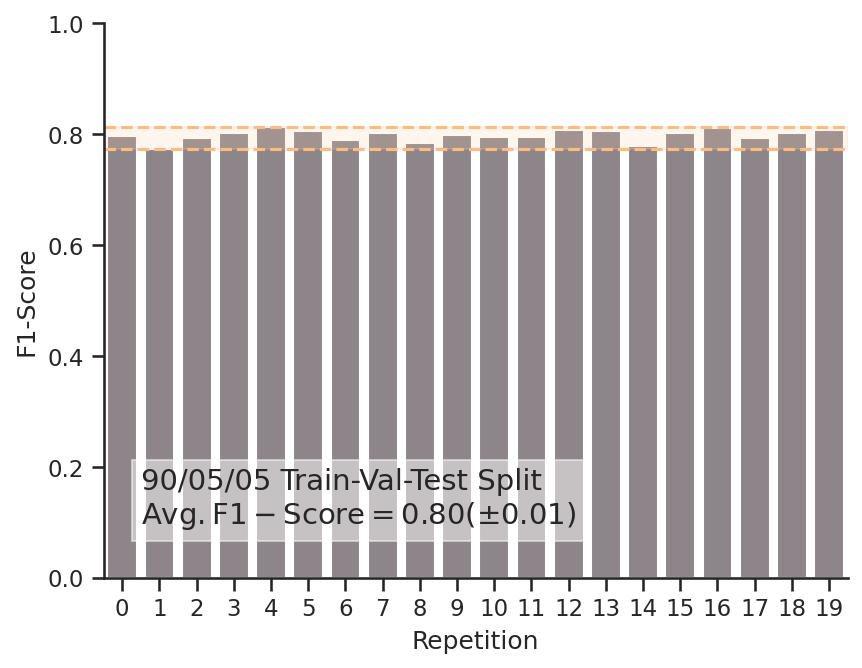 1.0
0.8
0.6
0.4
0.2
0.0
F1-Score
90/05/05 Train-Val-Test Split
Avg. F1 − Score = 0.80(±0.01)
0 1 2 3 4 5 6 7 8 9 10 11 12 13 14 15 16 17 18 19
Repetition